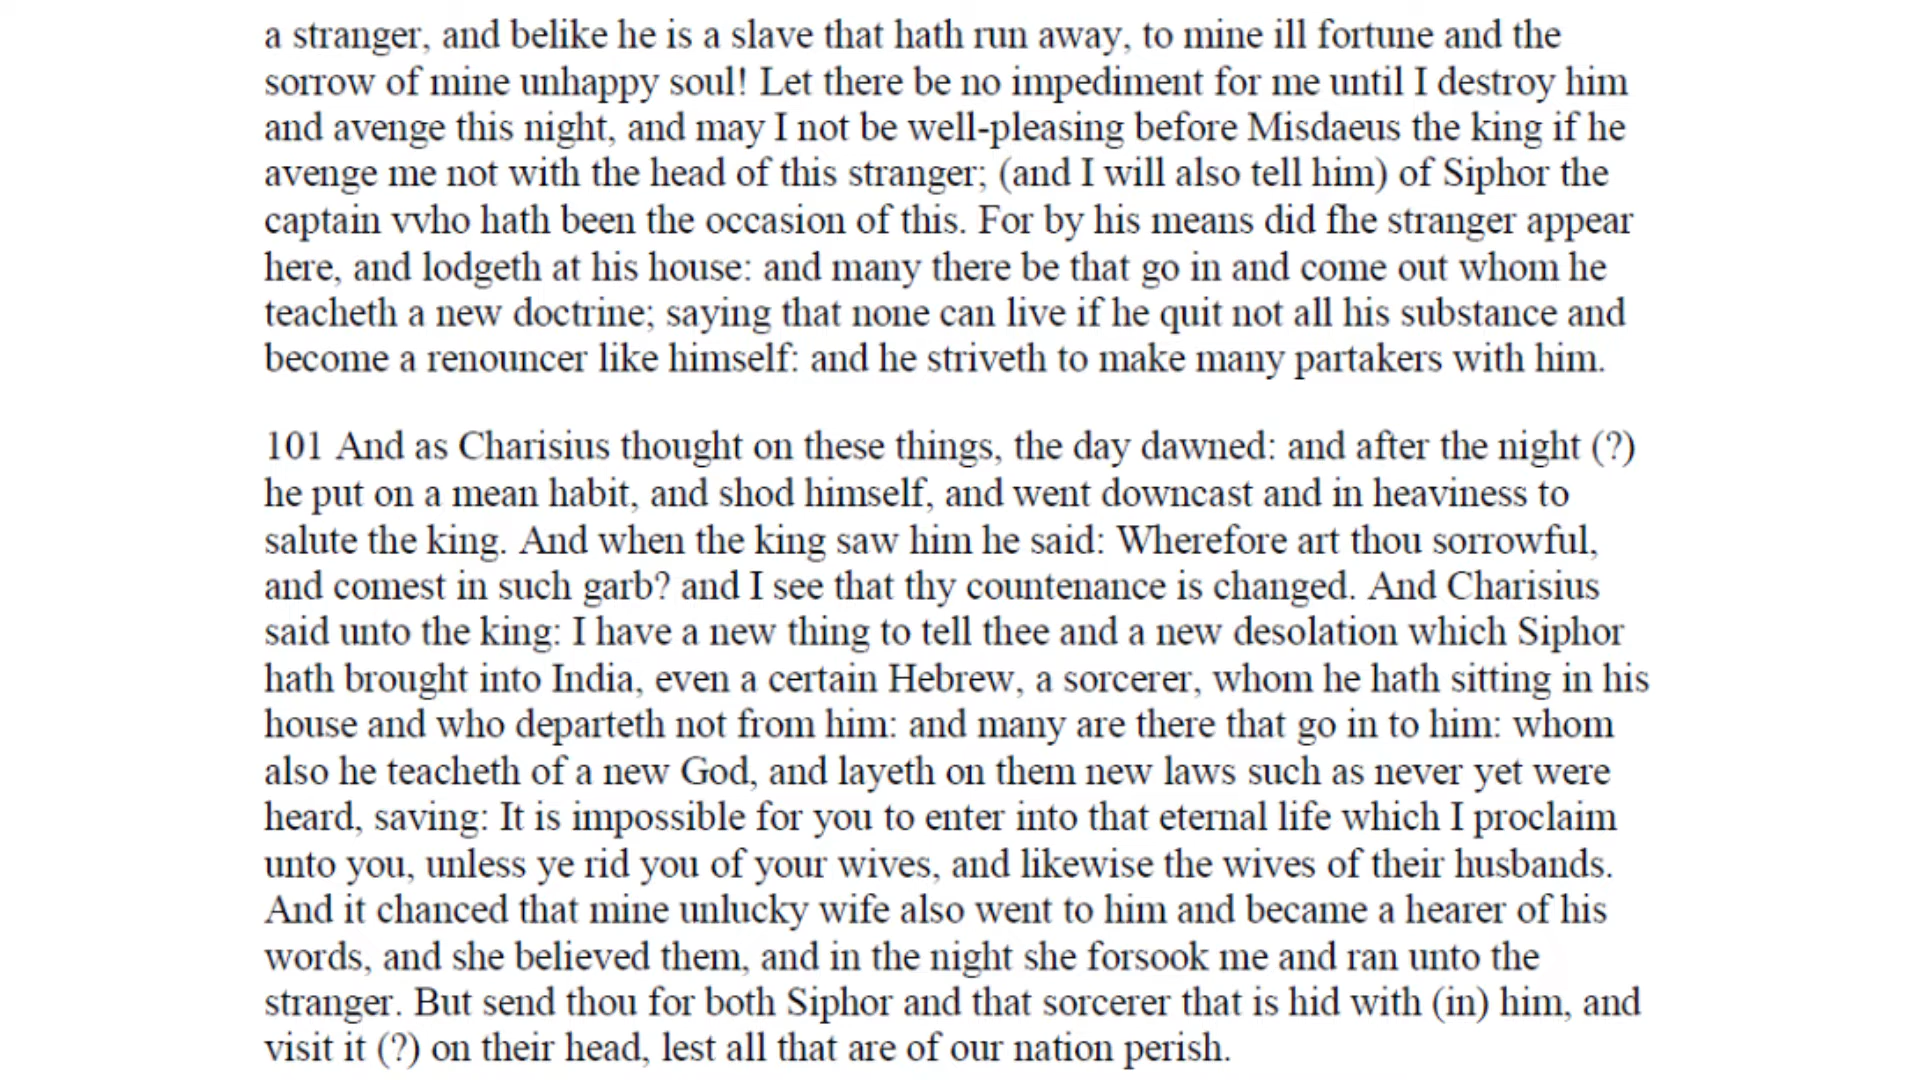 a stranger, and belike he is a slave that hath run away, to mine ill fortune and the
sorrow of mine unhappy soul! Let there be no impediment for me until I destroy him
and avenge this night, and may I not be well-pleasing before Misdaeus the king if he
avenge me not with the head of this stranger; (and I will also tell him) of Siphor the
captain vvho hath been the occasion of this. For by his means did fhe stranger appear
here, and lodgeth at his house: and many there be that go in and come out whom he
teacheth a new doctrine; saying that none can live if he quit not all his substance and
become a renouncer like himself: and he striveth to make many partakers with him.
101 And as Charisius thought on these things, the day dawned: and after the night (?)
he put on a mean habit, and shod himself, and went downcast and in heaviness to
salute the king. And when the king saw him he said: Wherefore art thou sorrowful,
and comest in such garb? and I see that thy countenance is changed. And Charisius
said unto the king: I have a new thing to tell thee and a new desolation which Siphor
hath brought into India, even a certain Hebrew, a sorcerer, whom he hath sitting in his
house and who departeth not from him: and many are there that go in to him: whom
also he teacheth of a new God, and layeth on them new laws such as never yet were
heard, saving: It is impossible for you to enter into that eternal life which I proclaim
unto you, unless ye rid you of your wives, and likewise the wives of their husbands.
And it chanced that mine unlucky wife also went to him and became a hearer of his
words, and she believed them, and in the night she forsook me and ran unto the
stranger. But send thou for both Siphor and that sorcerer that is hid with (in) him, and
visit it (?) on their head, lest all that are of our nation perish.